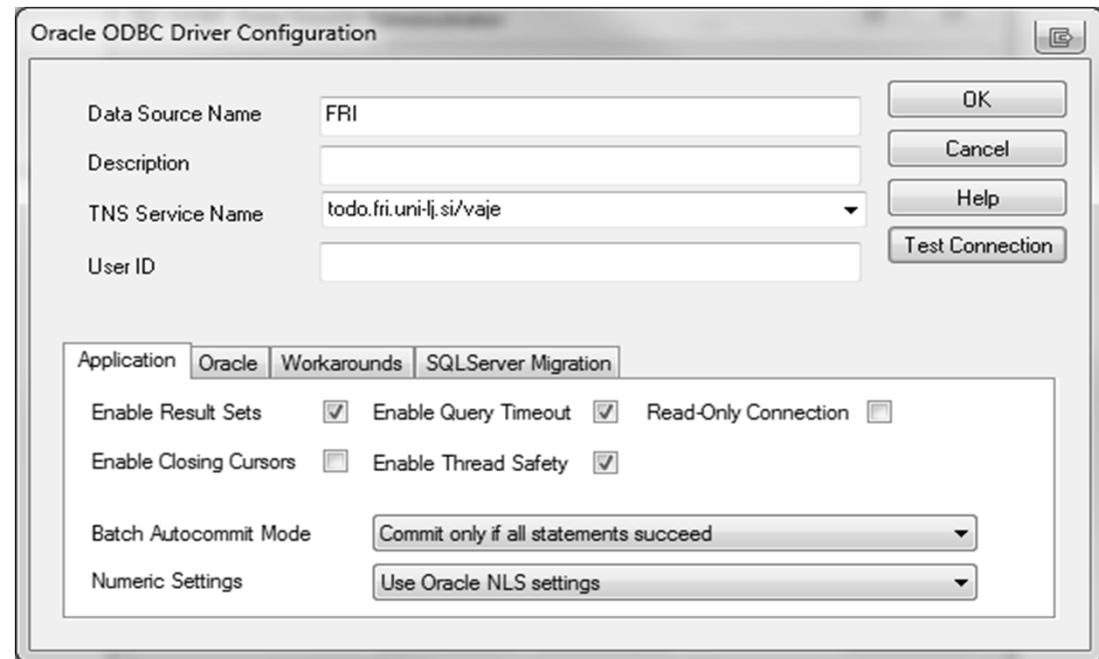 Oracle ODBC Driver Configuration
Data Source Name
FRI
OK
Description
Cancel
TNS Service Name
todo.fri.uni-lj.si/vaje
Help
User ID
Test Connection
Application
Oracle
Workarounds
SQLServer Migration
Enable Result Sets
Enable Query Timeout
Read-Only Connection
Enable Closing Cursors
Enable Thread Safety
Batch Autocommit Mode
Commit only if all statements succeed
Numeric Settings
Use Oracle NLS settings